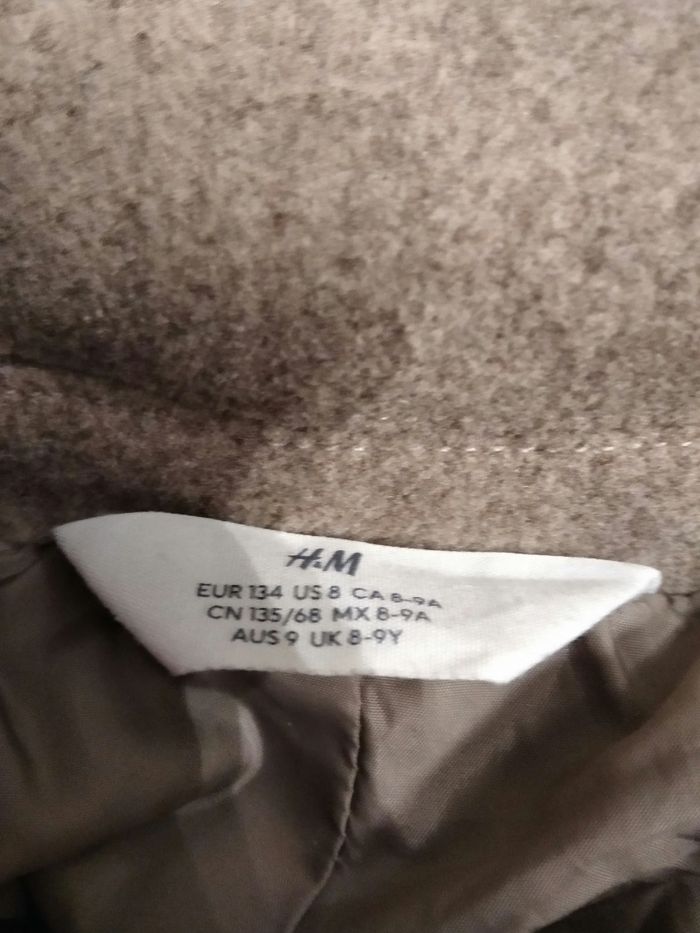 H&M
EUR 134 US 8 CA 8-9A
CN 135/68 MX 8-9A
AUS 9 UK 8-9Y